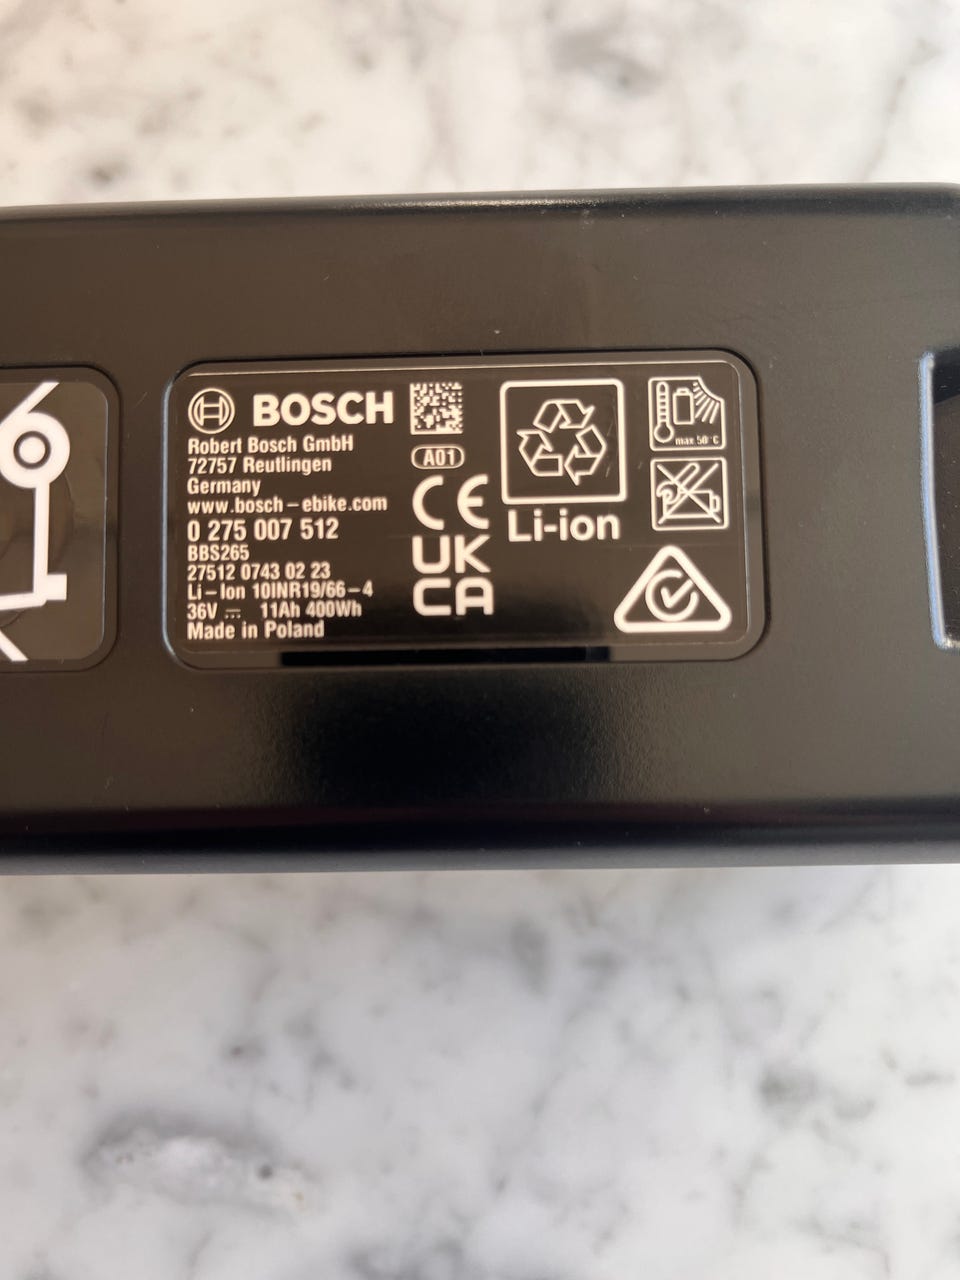 BOSCH
Robert Bosch GmbH
72757 Reutlingen
Germany
www.bosch-ebike.com
0 275 007 512
BBS265
27512 0743 02 23
Li-Ion 10INR19/66-4
36V ⎓ 11Ah 400Wh
Made in Poland
A01
CE
UK
CA
Li-ion
max. 50°C